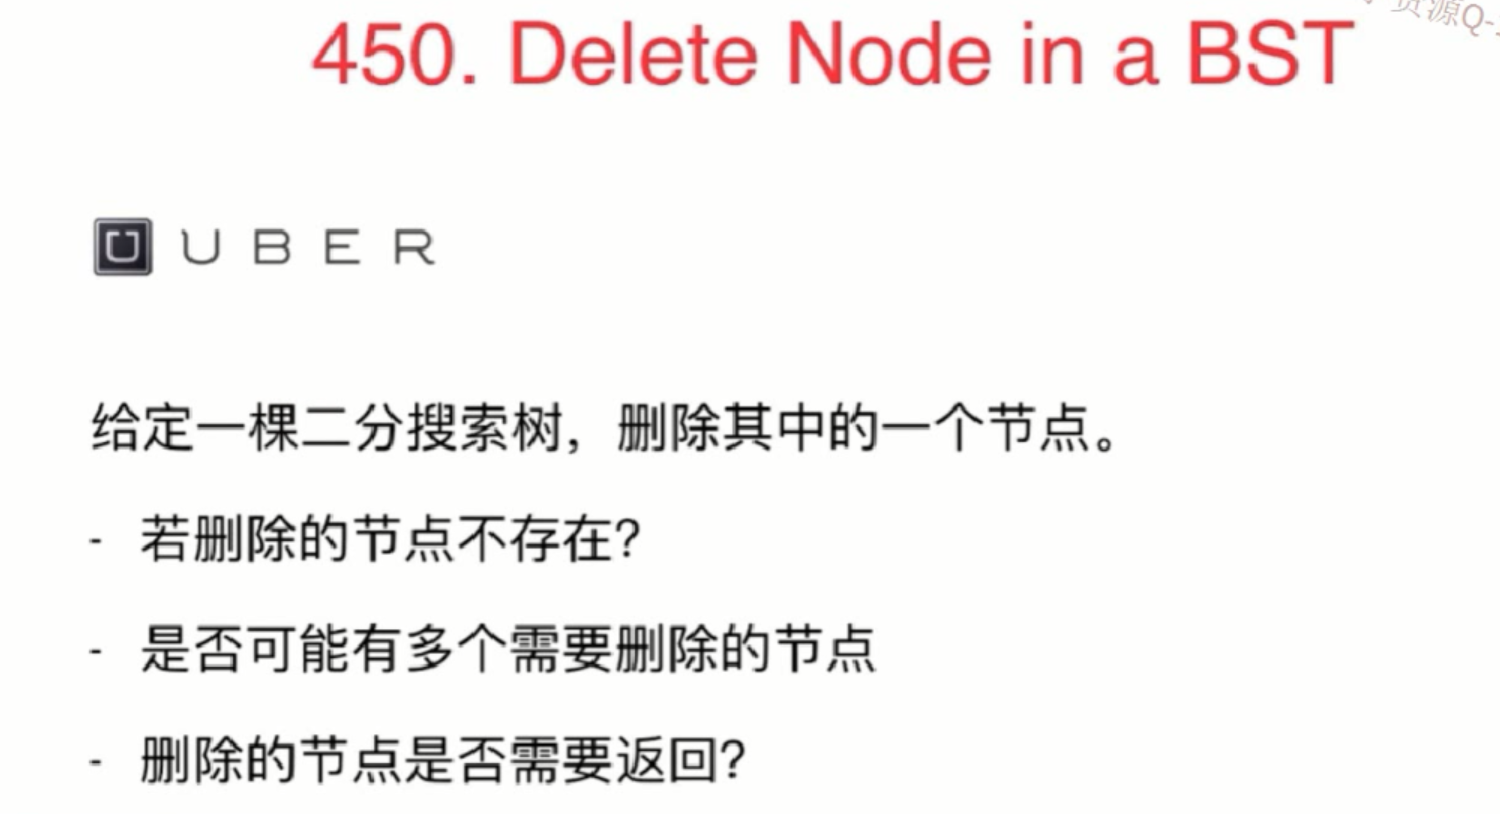 450. Delete Node in a BST
资源Q-
UBER
给定一棵二分搜索树，删除其中的一个节点。
- 若删除的节点不存在？
- 是否可能有多个需要删除的节点
- 删除的节点是否需要返回？